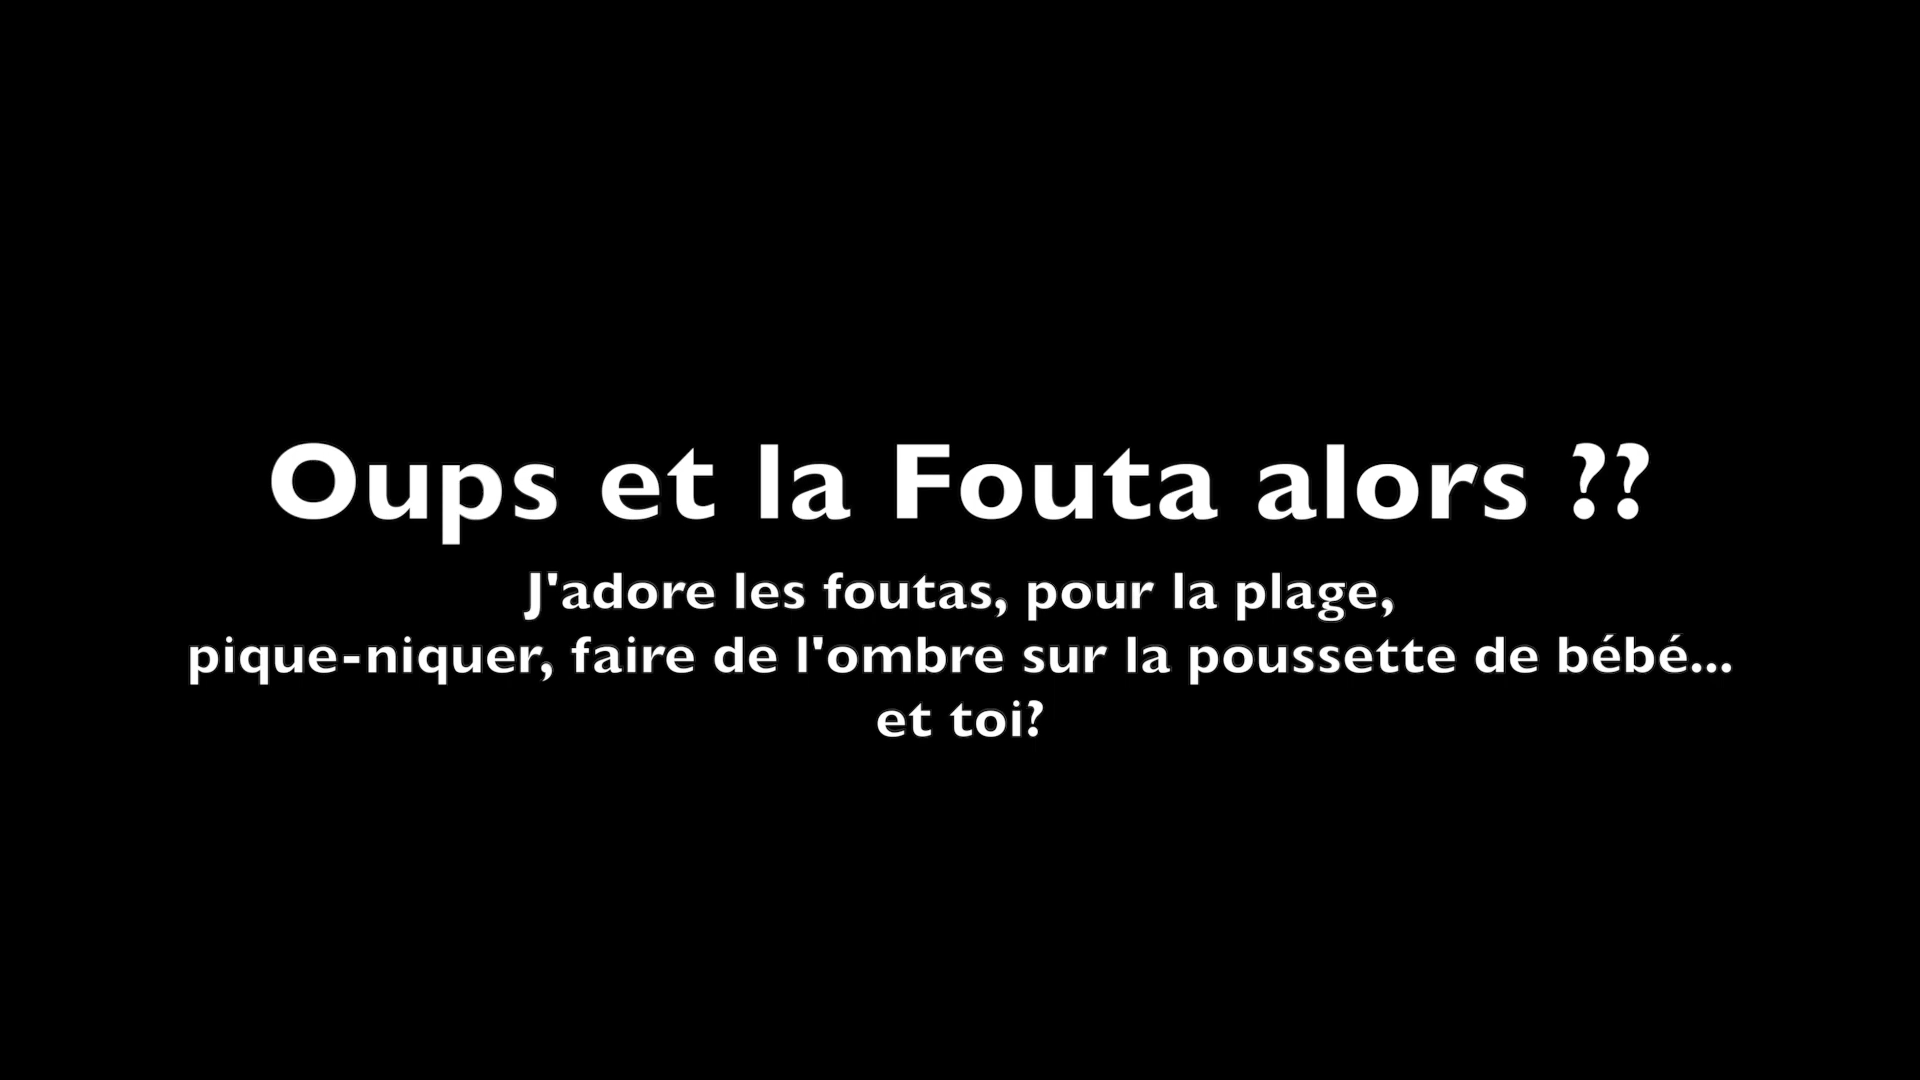 Oups et la Fouta alors ??
J'adore les foutas, pour la plage,
pique-niquer, faire de l'ombre sur la poussette de bébé...
et toi?